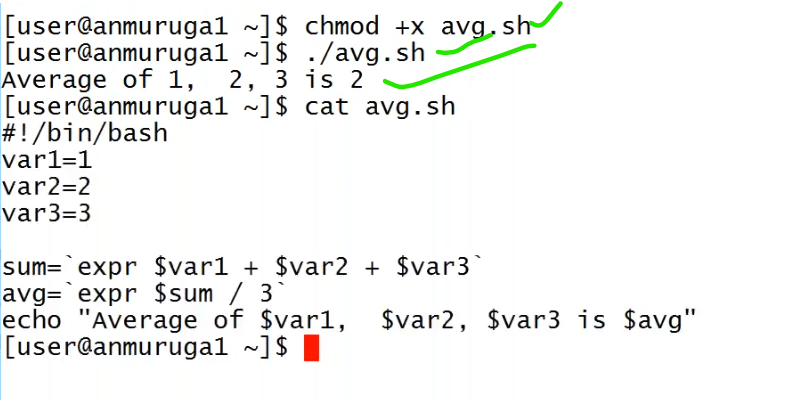 [user@anmuruga1 ~]$ chmod +x avg.sh
[user@anmuruga1 ~]$ ./avg.sh
Average of 1,  2, 3 is 2
[user@anmuruga1 ~]$ cat avg.sh
#!/bin/bash
var1=1
var2=2
var3=3

sum=`expr $var1 + $var2 + $var3`
avg=`expr $sum / 3`
echo "Average of $var1,  $var2, $var3 is $avg"
[user@anmuruga1 ~]$